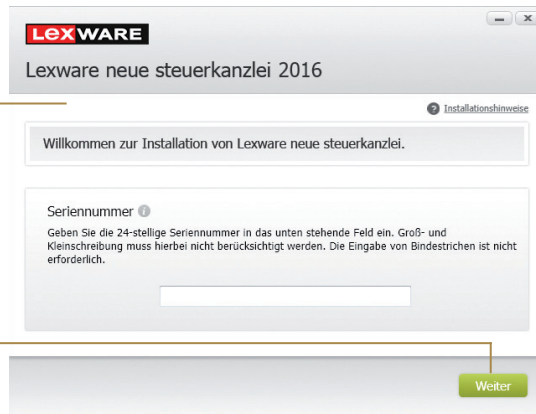 LEXWARE
Lexware neue steuerkanzlei 2016
Installationshinweise
Willkommen zur Installation von Lexware neue steuerkanzlei.
Seriennummer
Geben Sie die 24-stellige Seriennummer in das unten stehende Feld ein. Groß- und
Kleinschreibung muss hierbei nicht berücksichtigt werden. Die Eingabe von Bindestrichen ist nicht
erforderlich.
Weiter